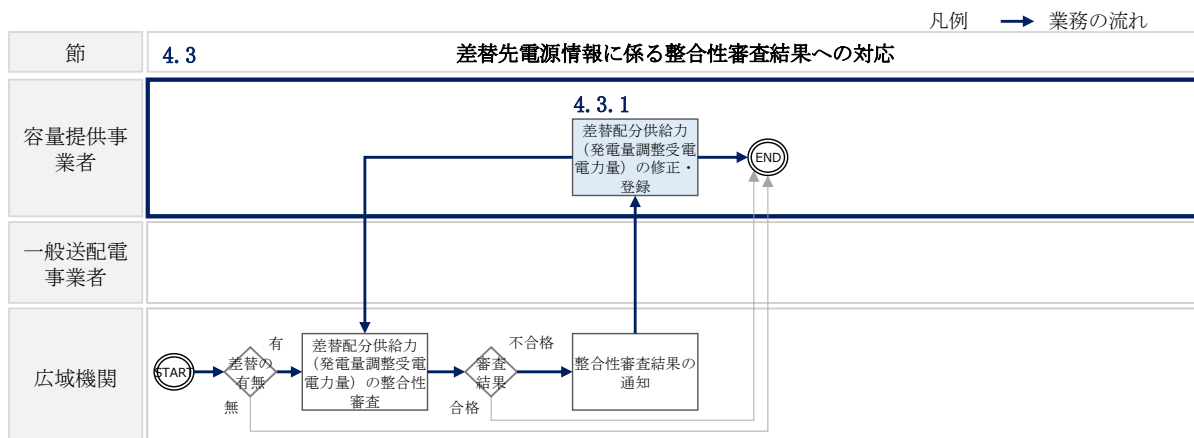 凡例 業務の流れ
節 4.3 差替先電源情報に係る整合性審査結果への対応
容量提供事
業者
4.3.1
差替配分供給力
（発電量調整受電
電力量）の修正・
登録
END
一般送配電
事業者
広域機関
START
差替の
有無
有
無
差替配分供給力
（発電量調整受電
電力量）の整合性
審査
審査
結果
不合格
合格
整合性審査結果の
通知